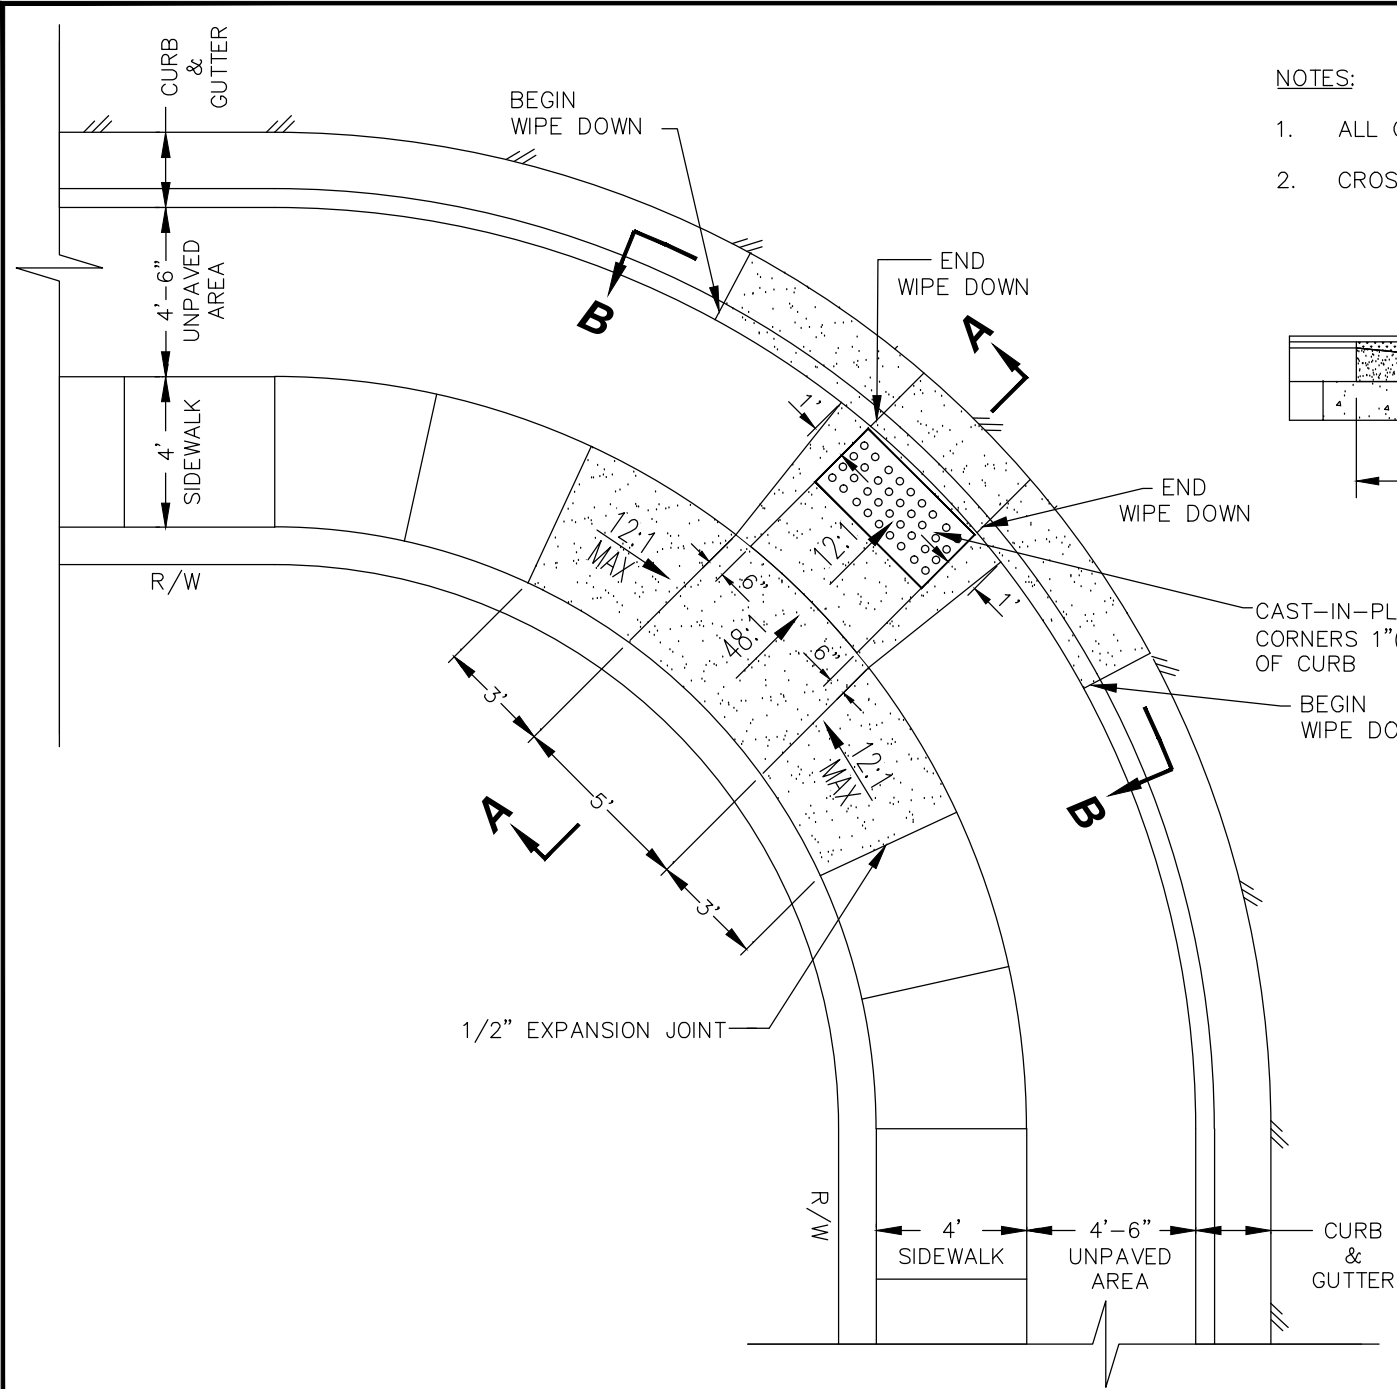 CURB
&
GUTTER
BEGIN
WIPE DOWN
NOTES:
1. ALL
2. CROS
4'-6"
UNPAVED
AREA
END
WIPE DOWN
A
B
1'
4'
SIDEWALK
END
WIPE DOWN
12:1
MAX
12:1
6"
48:1
6"
1'
R/W
CAST-IN-PL
CORNERS 1"
OF CURB
BEGIN
WIPE DO
3'
5'
3'
12:1
MAX
A
B
1/2" EXPANSION JOINT
R/W
4'
SIDEWALK
4'-6"
UNPAVED
AREA
CURB
&
GUTTER